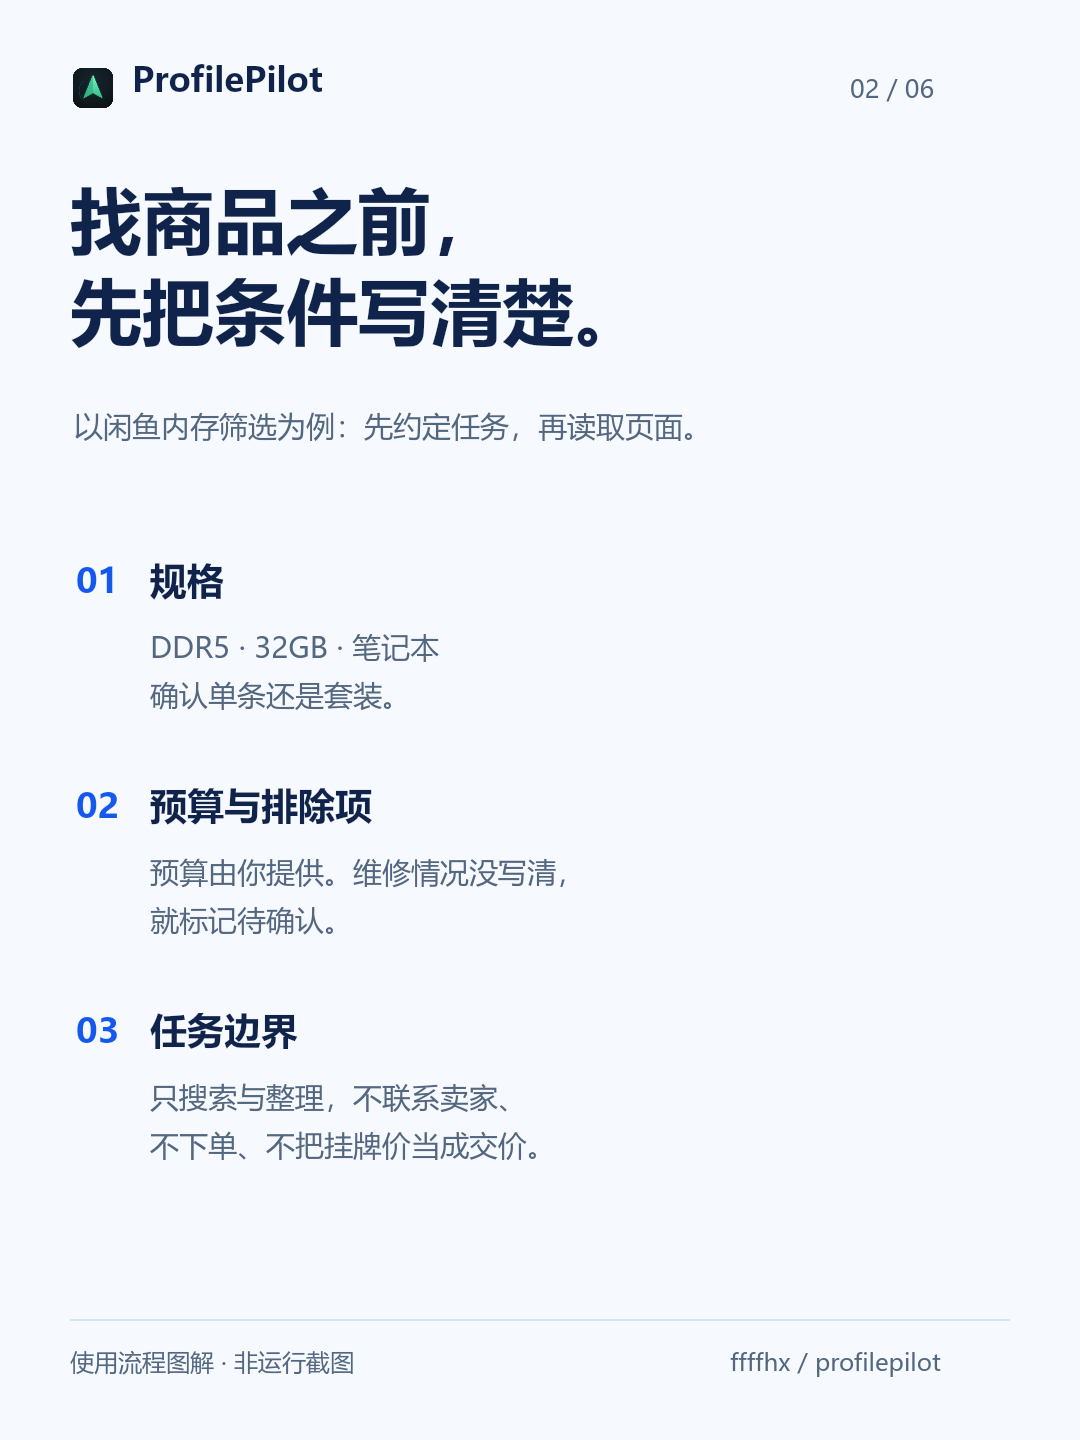 ProfilePilot
02 / 06
找商品之前，
先把条件写清楚。
以闲鱼内存筛选为例：先约定任务，再读取页面。
01 规格
DDR5 · 32GB · 笔记本
确认单条还是套装。
02 预算与排除项
预算由你提供。维修情况没写清，
就标记待确认。
03 任务边界
只搜索与整理，不联系卖家、
不下单、不把挂牌价当成交价。
使用流程图解 · 非运行截图
ffffhx / profilepilot